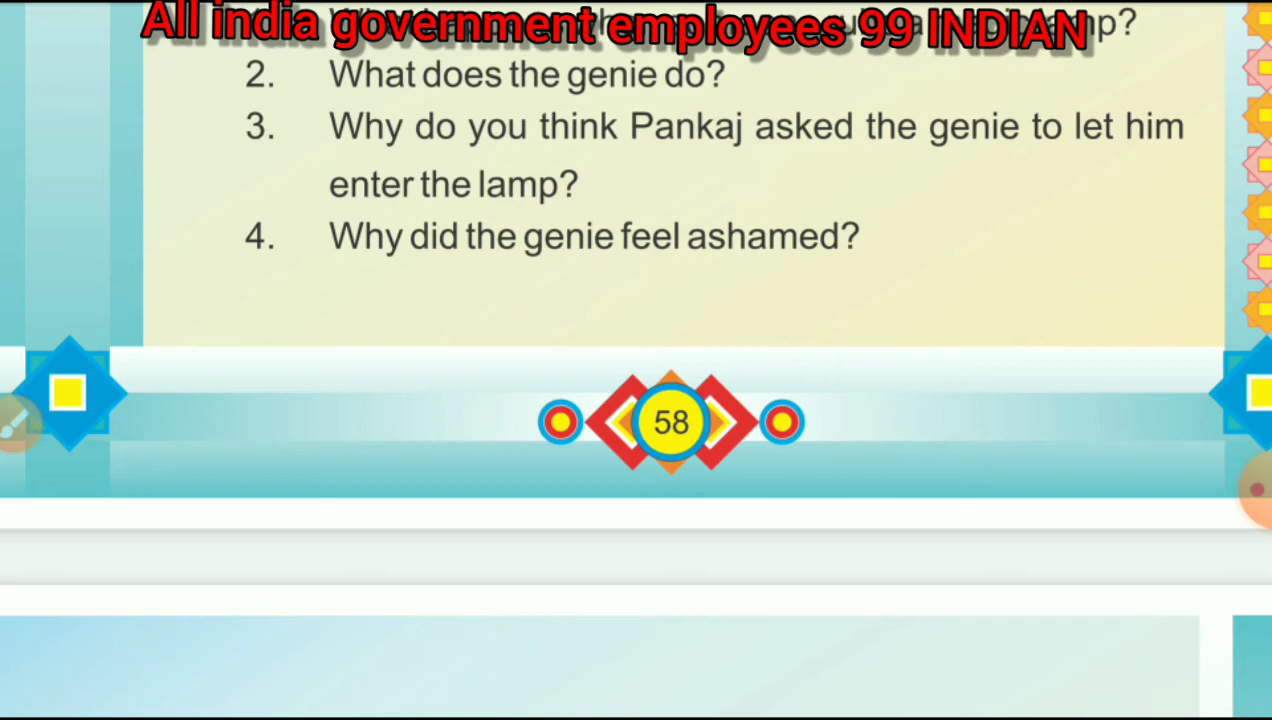 All india government employees 99 INDIAN
2. What does the genie do?
3. Why do you think Pankaj asked the genie to let him
enter the lamp?
4. Why did the genie feel ashamed?
58